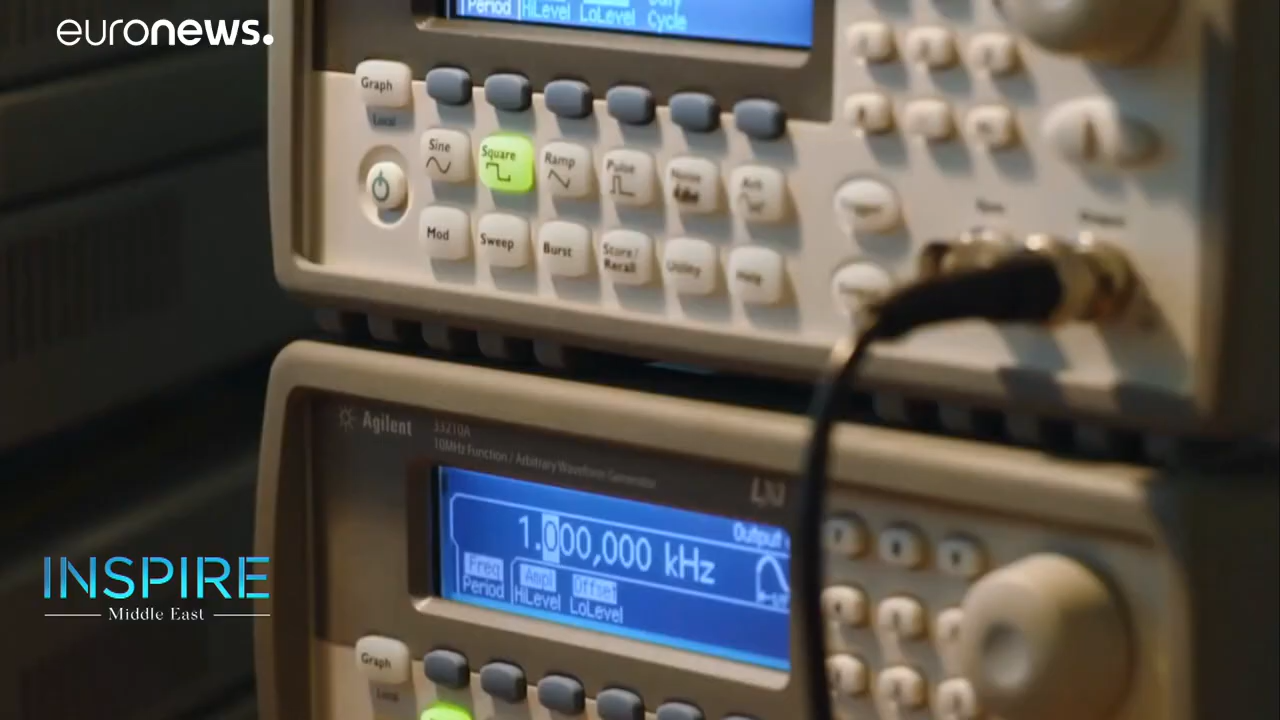 euronews.
Period HiLevel LoLevel Duty Cycle
Graph
Local
Sine Square Ramp Pulse Noise Arb
Mod Sweep Burst Store/ Recall Utility Help
Agilent 33210A
10MHz Function / Arbitrary Waveform Generator
LXI
Output
1.000,000 kHz
Freq Ampl Offset
Period HiLevel LoLevel
INSPIRE
Middle East
Graph
Local